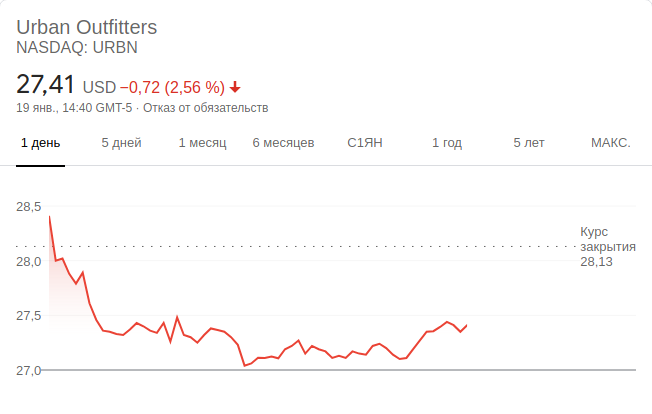 Urban Outfitters
NASDAQ: URBN
27,41 USD −0,72 (2,56 %)
19 янв., 14:40 GMT-5 · Отказ от обязательств
1 день 5 дней 1 месяц 6 месяцев С1ЯН 1 год 5 лет МАКС.
28,5
Курс
закрытия
28,13
28,0
27,5
27,0